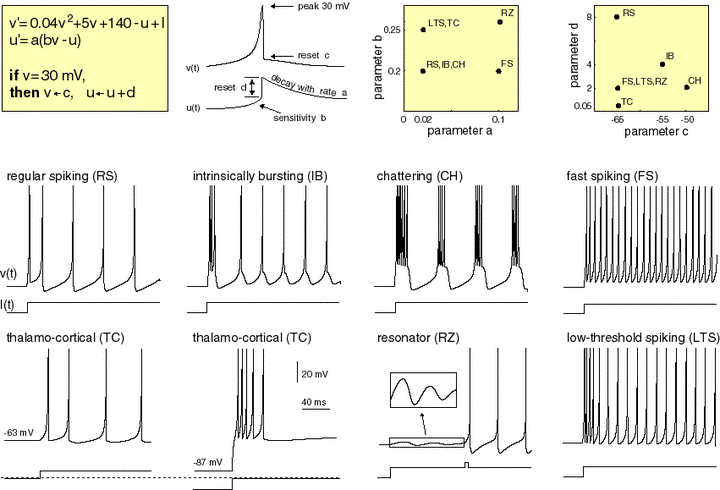 v'= 0.04v²+5v +140 - u + I
u'= a(bv - u)
if v = 30 mV,
then v←c, u←u + d
peak 30 mV
reset c
v(t)
reset d
decay with rate a
u(t)
sensitivity b
parameter b
0.25
0.2
LTS,TC
RZ
RS,IB,CH
FS
0 0.02 0.1
parameter a
parameter d
8
4
2
0.05
RS
IB
FS,LTS,RZ
CH
TC
-65 -55 -50
parameter c
regular spiking (RS)
intrinsically bursting (IB)
chattering (CH)
fast spiking (FS)
v(t)
I(t)
thalamo-cortical (TC)
thalamo-cortical (TC)
resonator (RZ)
low-threshold spiking (LTS)
20 mV
40 ms
-63 mV
-87 mV